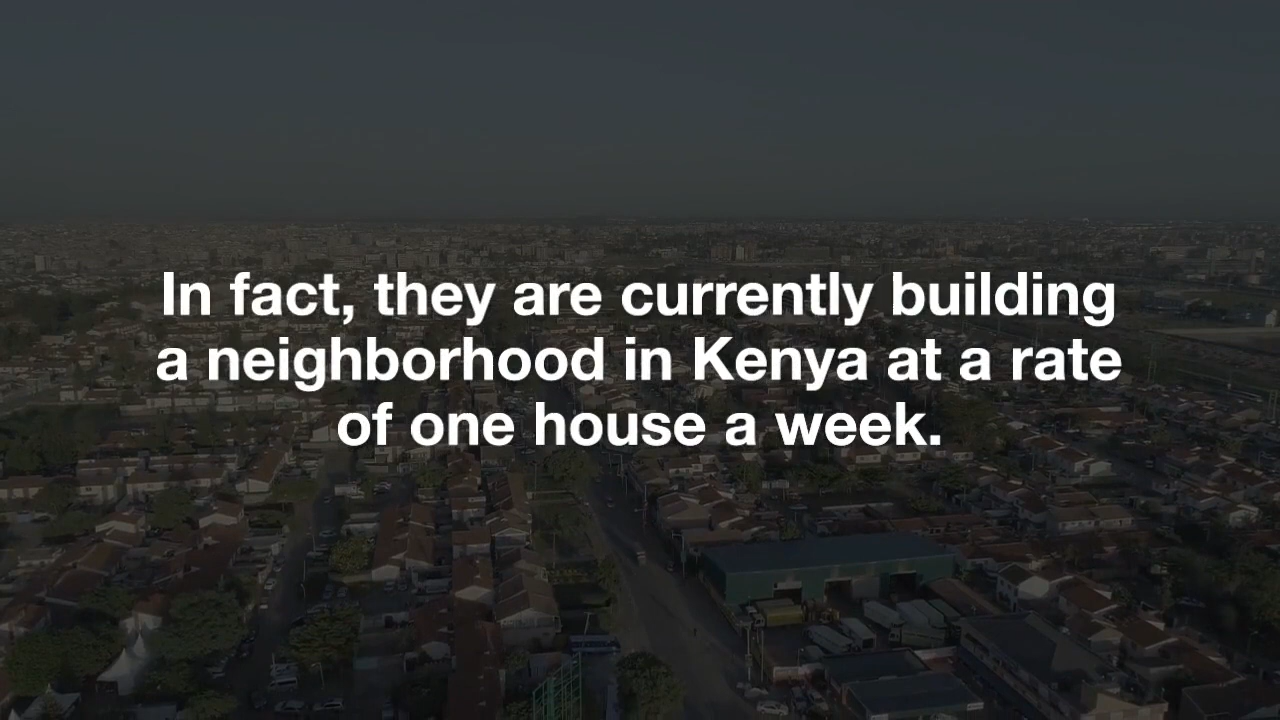 In fact, they are currently building
a neighborhood in Kenya at a rate
of one house a week.